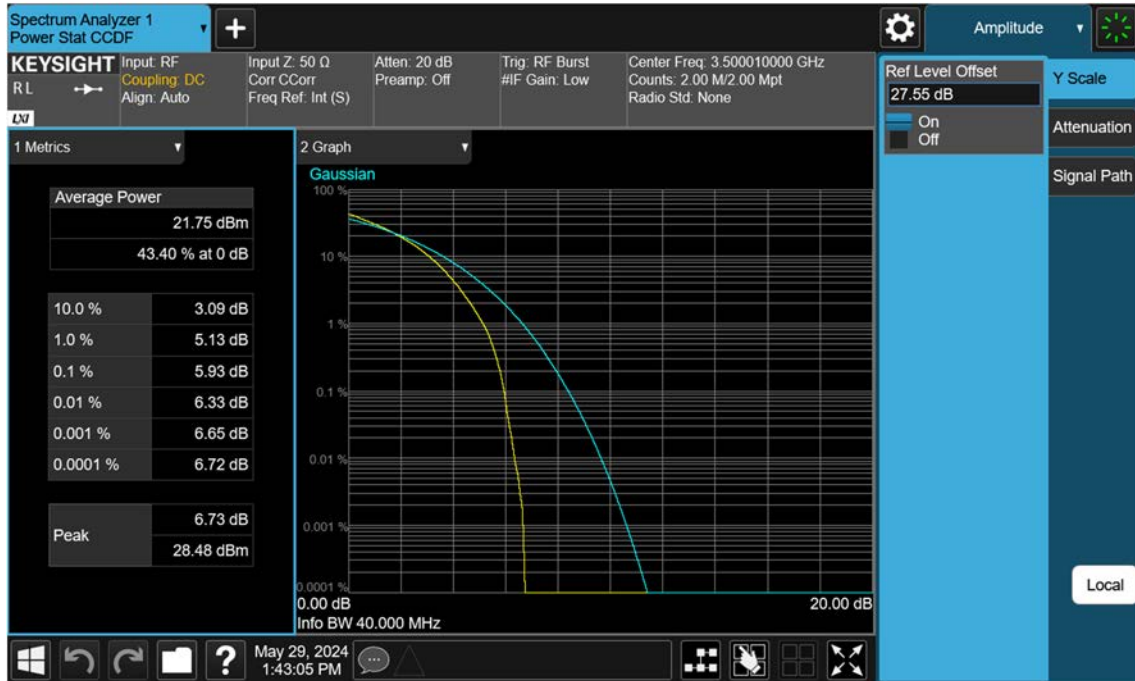 Spectrum Analyzer 1
Power Stat CCDF
Amplitude
KEYSIGHT
R L
LXI
Input: RF
Coupling: DC
Align: Auto
Input Z: 50 Ω
Corr CCorr
Freq Ref: Int (S)
Atten: 20 dB
Preamp: Off
Trig: RF Burst
#IF Gain: Low
Center Freq: 3.500010000 GHz
Counts: 2.00 M/2.00 Mpt
Radio Std: None
Ref Level Offset
27.55 dB
On
Off
Y Scale
Attenuation
Signal Path
1 Metrics
Average Power
21.75 dBm
43.40 % at 0 dB
10.0 % 3.09 dB
1.0 % 5.13 dB
0.1 % 5.93 dB
0.01 % 6.33 dB
0.001 % 6.65 dB
0.0001 % 6.72 dB
Peak
6.73 dB
28.48 dBm
2 Graph
Gaussian
100 %
10 %
1 %
0.1 %
0.01 %
0.001 %
0.0001 %
0.00 dB 20.00 dB
Info BW 40.000 MHz
Local
?
May 29, 2024
1:43:05 PM